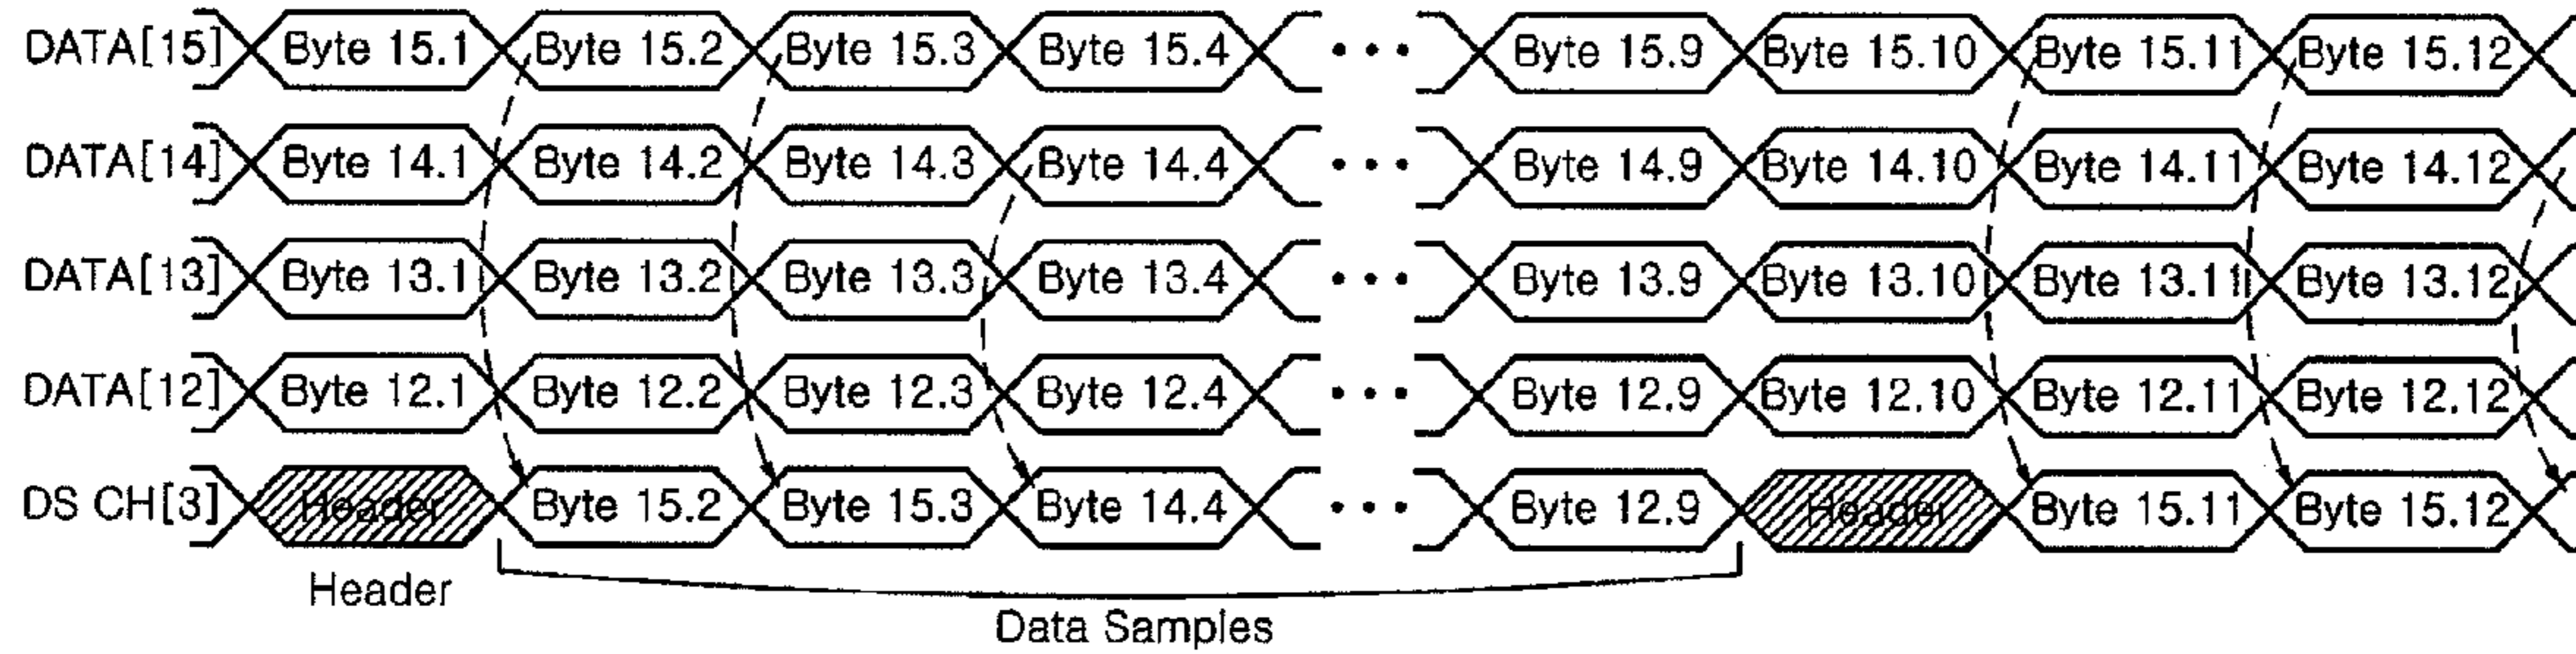 DATA[15] Byte 15.1 Byte 15.2 Byte 15.3 Byte 15.4 ••• Byte 15.9 Byte 15.10 Byte 15.11 Byte 15.12
DATA[14] Byte 14.1 Byte 14.2 Byte 14.3 Byte 14.4 ••• Byte 14.9 Byte 14.10 Byte 14.11 Byte 14.12
DATA[13] Byte 13.1 Byte 13.2 Byte 13.3 Byte 13.4 ••• Byte 13.9 Byte 13.10 Byte 13.11 Byte 13.12
DATA[12] Byte 12.1 Byte 12.2 Byte 12.3 Byte 12.4 ••• Byte 12.9 Byte 12.10 Byte 12.11 Byte 12.12
DS CH[3] Header Byte 15.2 Byte 15.3 Byte 14.4 ••• Byte 12.9 Header Byte 15.11 Byte 15.12
Header
Data Samples